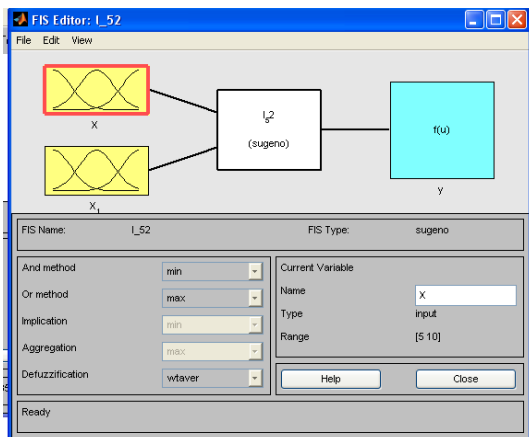 FIS Editor: I_52
File Edit View
X
X1
I52
(sugeno)
f(u)
y
FIS Name: I_52
FIS Type: sugeno
And method min
Or method max
Implication min
Aggregation max
Defuzzification wtaver
Current Variable
Name X
Type input
Range [5 10]
Help Close
Ready